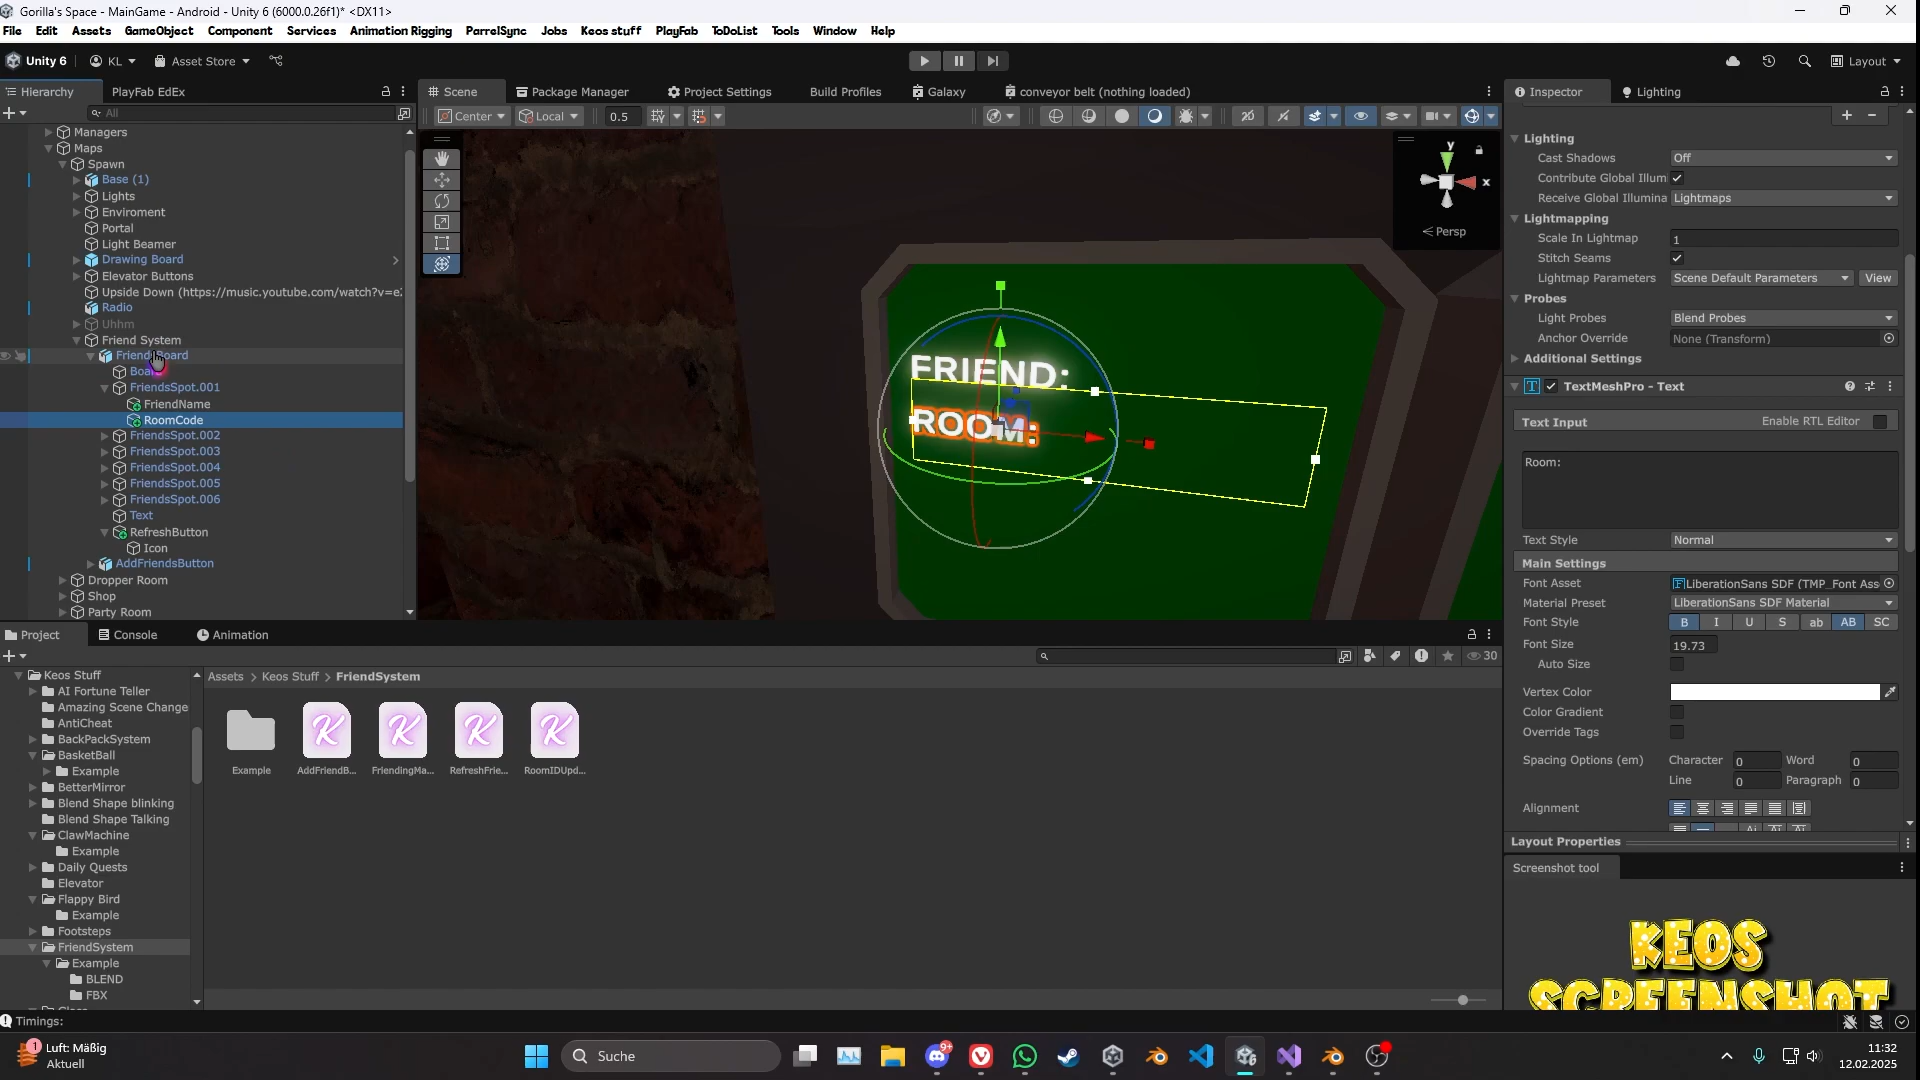 Gorilla's Space - MainGame - Android - Unity 6 (6000.0.26f1)* <DX11>
File Edit Assets GameObject Component Services Animation Rigging ParrelSync Jobs Keos stuff PlayFab ToDoList Tools Window Help
Unity 6 KL Asset Store Layout
Hierarchy PlayFab EdEx
All
Managers
Maps
Spawn
Base (1)
Lights
Enviroment
Portal
Light Beamer
Drawing Board
Elevator Buttons
Upside Down (https://music.youtube.com/watch?v=e
Radio
Uhhm
Friend System
FriendBoard
Board
FriendsSpot.001
FriendName
RoomCode
FriendsSpot.002
FriendsSpot.003
FriendsSpot.004
FriendsSpot.005
FriendsSpot.006
Text
RefreshButton
Icon
AddFriendsButton
Dropper Room
Shop
Party Room
Scene Package Manager Project Settings Build Profiles Galaxy conveyor belt (nothing loaded)
Center Local 0.5
y
x
Persp
FRIEND:
ROOM:
Inspector Lighting
Lighting
Cast Shadows Off
Contribute Global Illum
Receive Global Illumina Lightmaps
Lightmapping
Scale In Lightmap 1
Stitch Seams
Lightmap Parameters Scene Default Parameters View
Probes
Light Probes Blend Probes
Anchor Override None (Transform)
Additional Settings
TextMeshPro - Text
Text Input Enable RTL Editor
Room:
Text Style Normal
Main Settings
Font Asset LiberationSans SDF (TMP_Font Ass
Material Preset LiberationSans SDF Material
Font Style B I U S ab AB SC
Font Size 19.73
Auto Size
Vertex Color
Color Gradient
Override Tags
Spacing Options (em) Character 0 Word 0
Line 0 Paragraph 0
Alignment
Layout Properties
Screenshot tool
KEOS
SCREENSHOT
Project Console Animation
30
Keos Stuff
AI Fortune Teller
Amazing Scene Change
AntiCheat
BackPackSystem
BasketBall
Example
BetterMirror
Blend Shape blinking
Blend Shape Talking
ClawMachine
Example
Daily Quests
Elevator
Flappy Bird
Example
Footsteps
FriendSystem
Example
BLEND
FBX
Assets > Keos Stuff > FriendSystem
Example AddFriendB... FriendingMa... RefreshFrie... RoomIDUpd...
Timings:
1
Luft: Mäßig
Aktuell
Suche
9+
11:32
12.02.2025